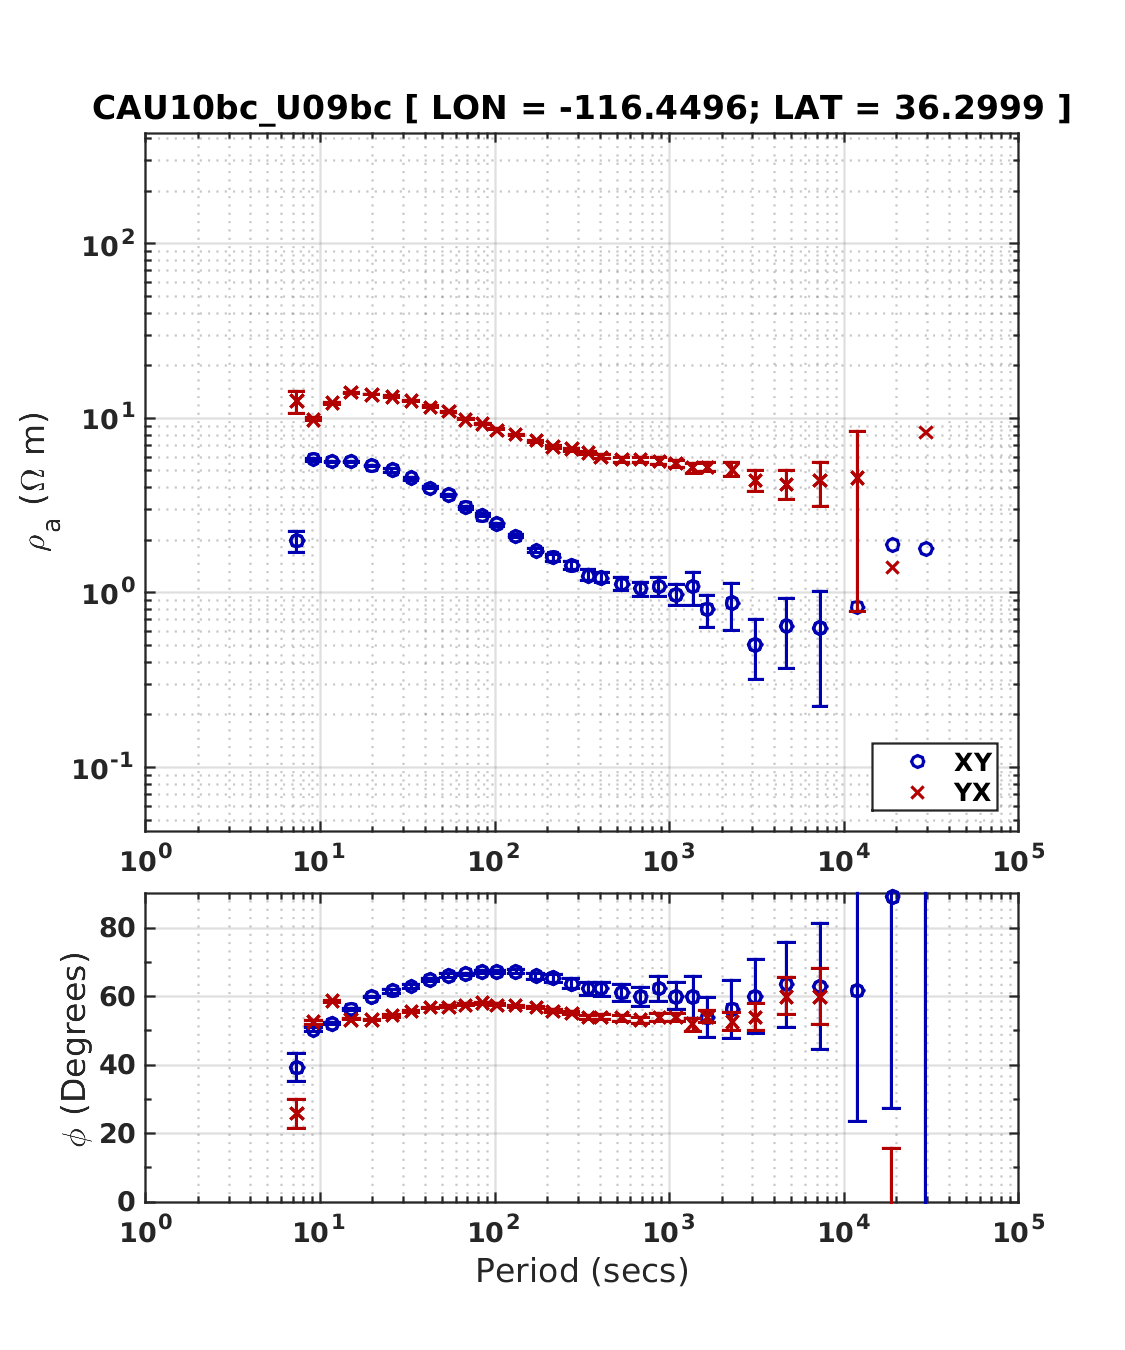 CAU10bc_U09bc [ LON = -116.4496; LAT = 36.2999 ]
ρa (Ω m)
10^2
10^1
10^0
10^-1
XY
YX
10^0 10^1 10^2 10^3 10^4 10^5
ϕ (Degrees)
80
60
40
20
0
10^0 10^1 10^2 10^3 10^4 10^5
Period (secs)